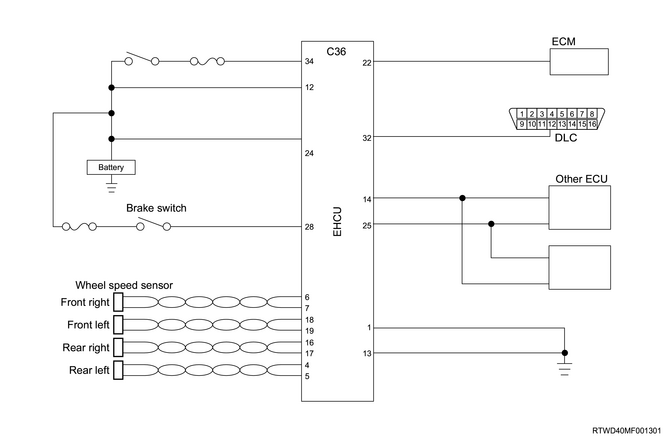 C36
ECM
34
22
12
1 2 3 4 5 6 7 8
9 10 11 12 13 14 15 16
32
DLC
24
Battery
Other ECU
14
Brake switch
28
25
EHCU
Wheel speed sensor
Front right
6
7
Front left
18
19
1
Rear right
16
17
13
Rear left
4
5
RTWD40MF001301